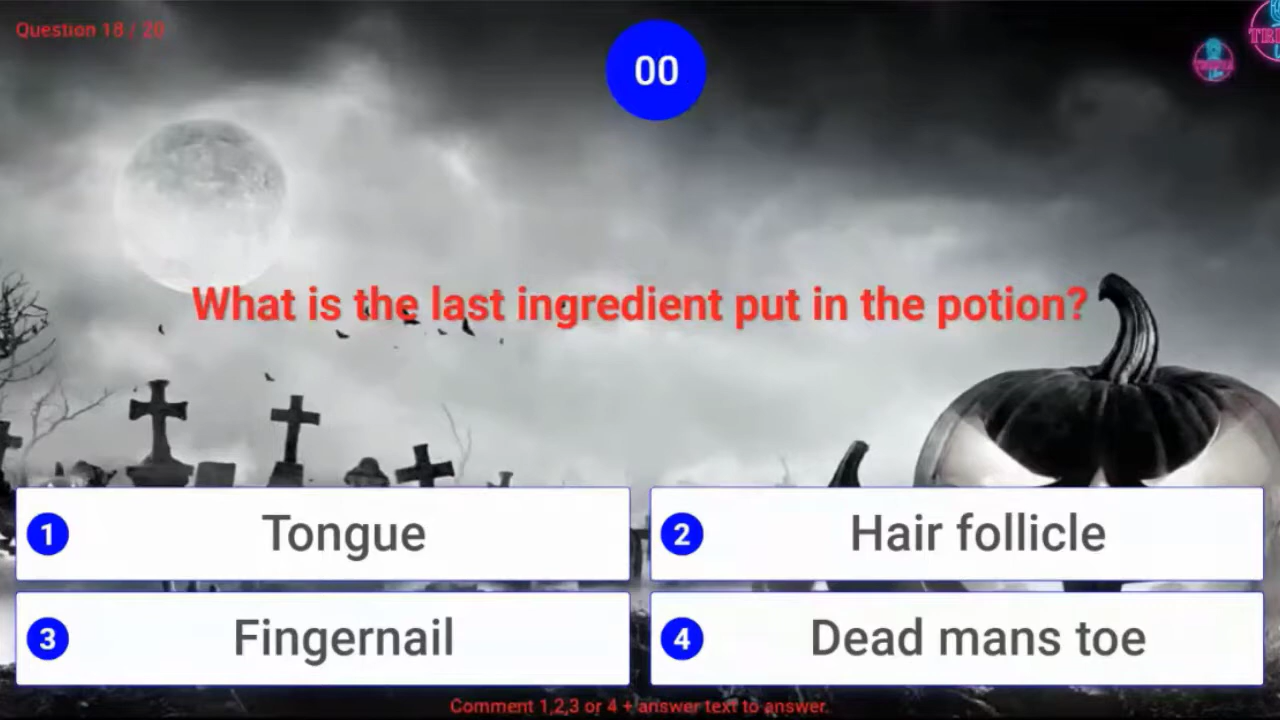 Question 18 / 20
00
What is the last ingredient put in the potion?
1 Tongue
2 Hair follicle
3 Fingernail
4 Dead mans toe
Comment 1,2,3 or 4 + answer text to answer.